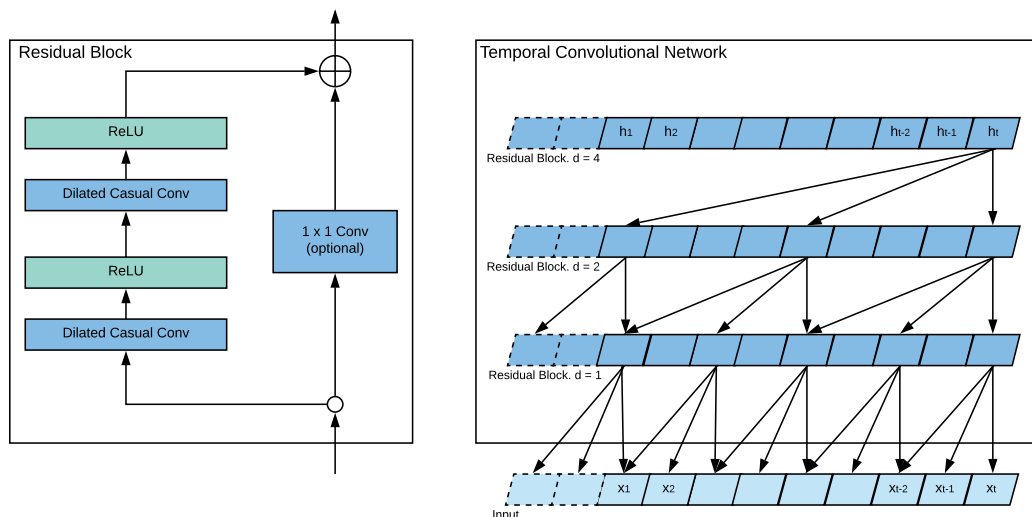 Residual Block
ReLU
Dilated Casual Conv
ReLU
Dilated Casual Conv
1 x 1 Conv
(optional)
Temporal Convolutional Network
h1 h2 ht-2 ht-1 ht
Residual Block. d = 4
Residual Block. d = 2
Residual Block. d = 1
x1 x2 xt-2 xt-1 xt
Input